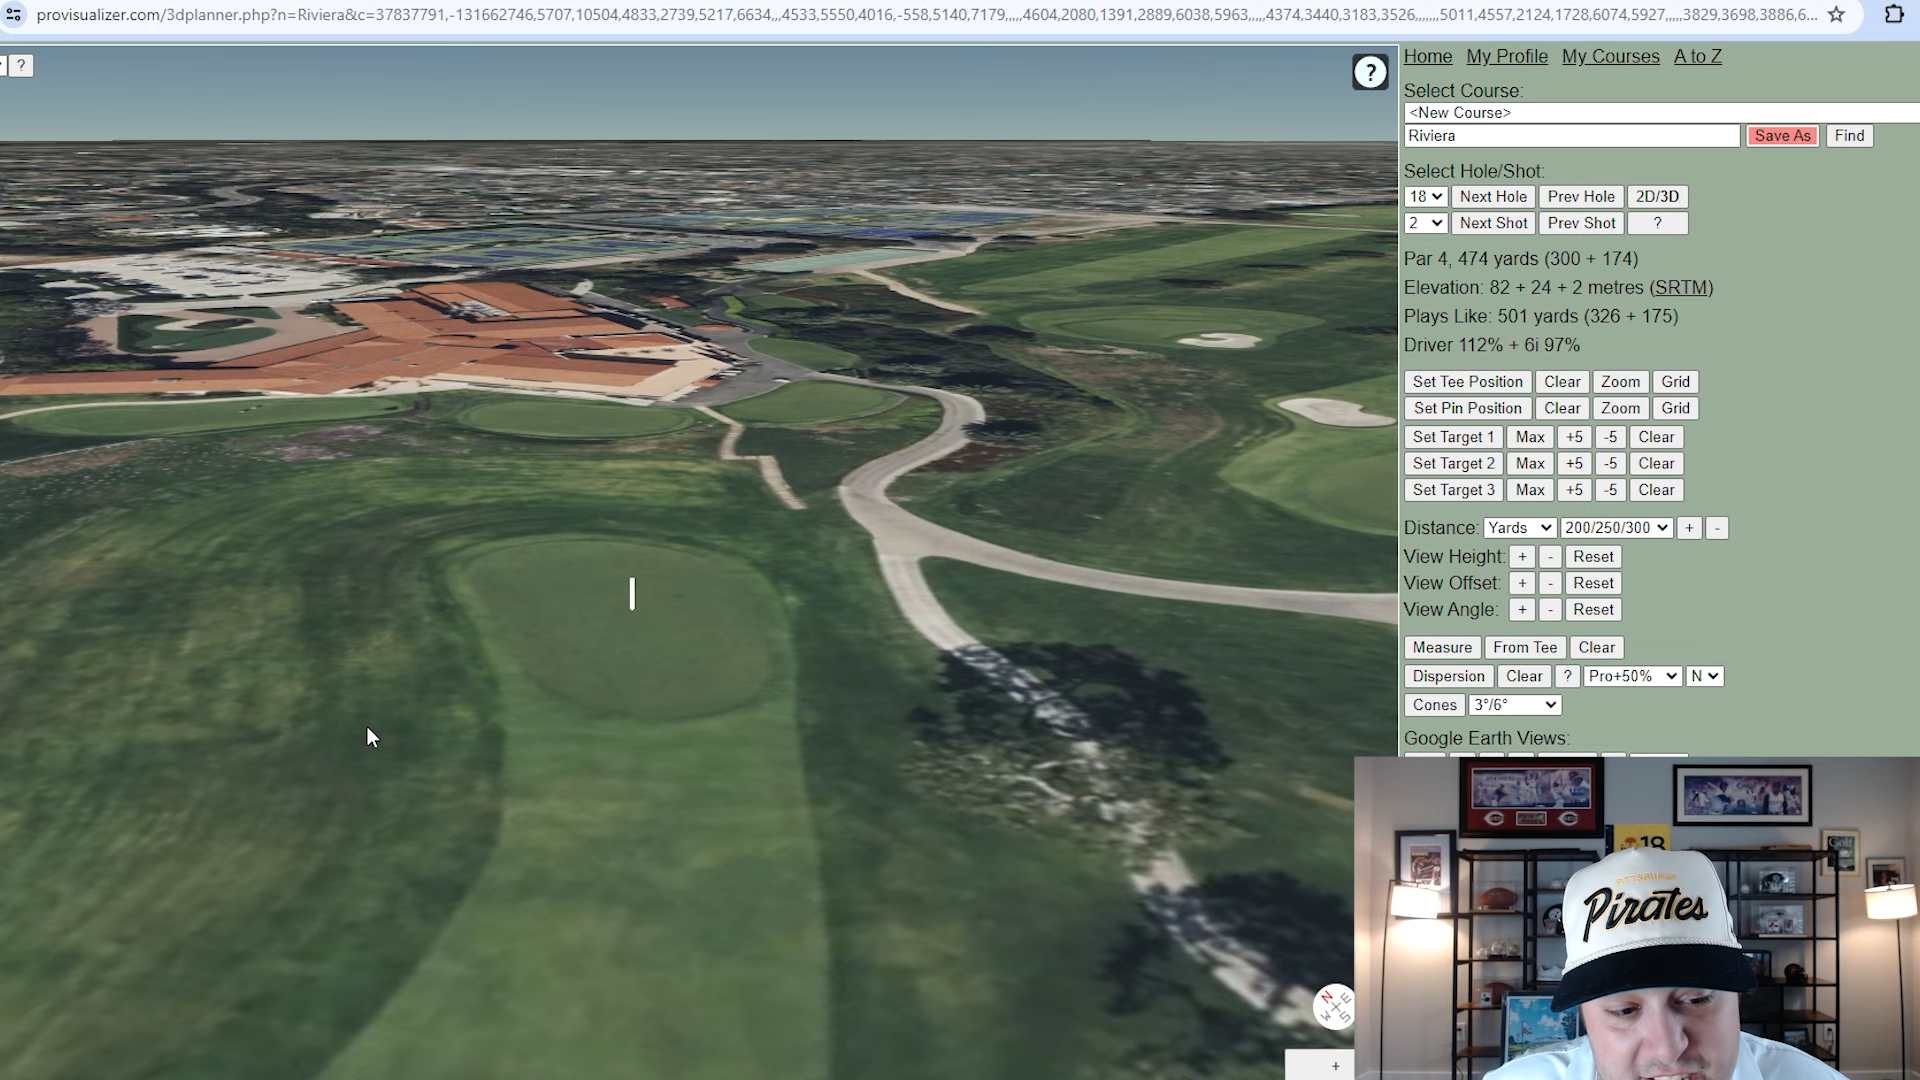 provisualizer.com/3dplanner.php?n=Riviera&c=37837791,-131662746,5707,10504,4833,2739,5217,6634,,,4533,5550,4016,-558,5140,7179,,,,,4604,2080,1391,2889,6038,5963,,,,,4374,3440,3183,3526,,,,,,,5011,4557,2124,1728,6074,5927,,,,,3829,3698,3886,6...
?
?
Home My Profile My Courses A to Z
Select Course:
<New Course>
Riviera Save As Find
Select Hole/Shot:
18 Next Hole Prev Hole 2D/3D
2 Next Shot Prev Shot ?
Par 4, 474 yards (300 + 174)
Elevation: 82 + 24 + 2 metres (SRTM)
Plays Like: 501 yards (326 + 175)
Driver 112% + 6i 97%
Set Tee Position Clear Zoom Grid
Set Pin Position Clear Zoom Grid
Set Target 1 Max +5 -5 Clear
Set Target 2 Max +5 -5 Clear
Set Target 3 Max +5 -5 Clear
Distance: Yards 200/250/300 + -
View Height: + - Reset
View Offset: + - Reset
View Angle: + - Reset
Measure From Tee Clear
Dispersion Clear ? Pro+50% N
Cones 3°/6°
Google Earth Views:
18
Golf
PITTSBURGH
Pirates
N E
W S
+